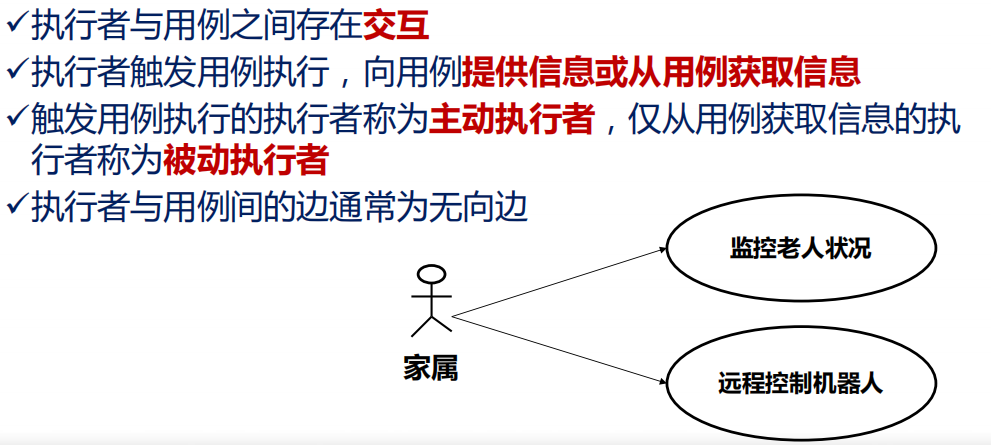 ✓执行者与用例之间存在交互
✓执行者触发用例执行，向用例提供信息或从用例获取信息
✓触发用例执行的执行者称为主动执行者，仅从用例获取信息的执
行者称为被动执行者
✓执行者与用例间的边通常为无向边
监控老人状况
家属
远程控制机器人